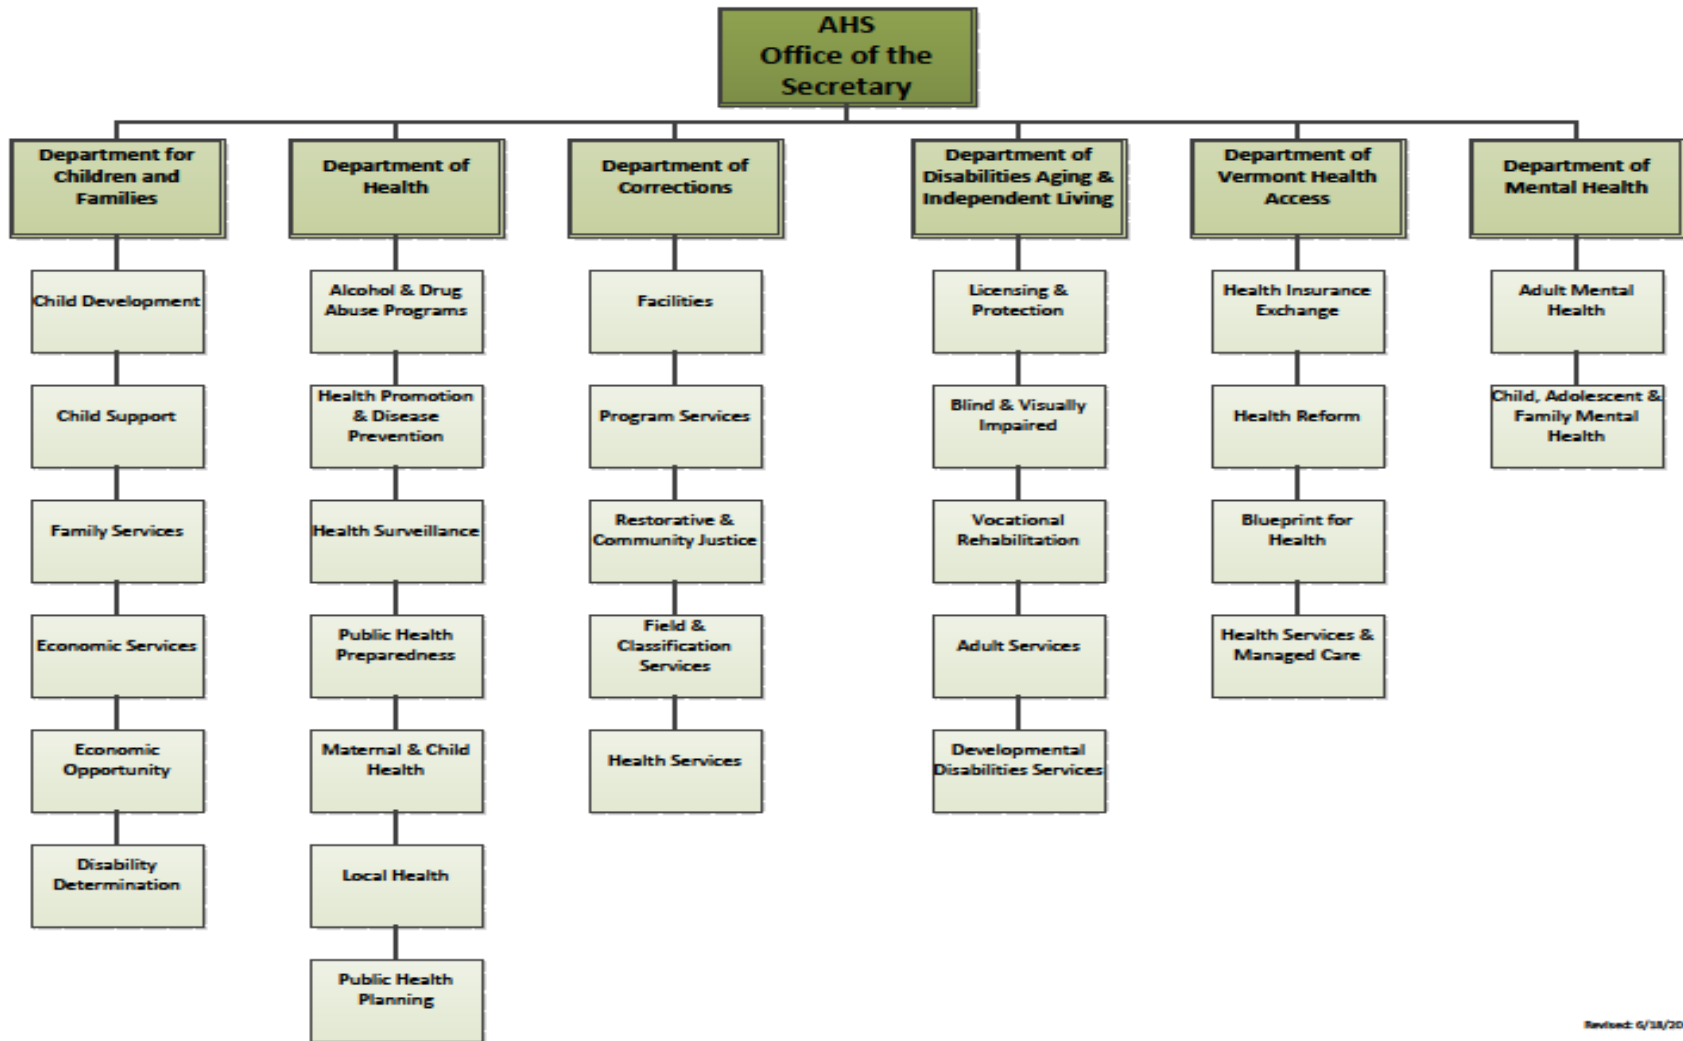 AHS
Office of the
Secretary
Department for
Children and
Families
Department of
Health
Department of
Corrections
Department of
Disabilities Aging &
Independent Living
Department of
Vermont Health
Access
Department of
Mental Health
Child Development
Child Support
Family Services
Economic Services
Economic
Opportunity
Disability
Determination
Alcohol & Drug
Abuse Programs
Health Promotion
& Disease
Prevention
Health Surveillance
Public Health
Preparedness
Maternal & Child
Health
Local Health
Public Health
Planning
Facilities
Program Services
Restorative &
Community Justice
Field &
Classification
Services
Health Services
Licensing &
Protection
Blind & Visually
Impaired
Vocational
Rehabilitation
Adult Services
Developmental
Disabilities Services
Health Insurance
Exchange
Health Reform
Blueprint for
Health
Health Services &
Managed Care
Adult Mental
Health
Child, Adolescent &
Family Mental
Health
Revised: 6/18/20